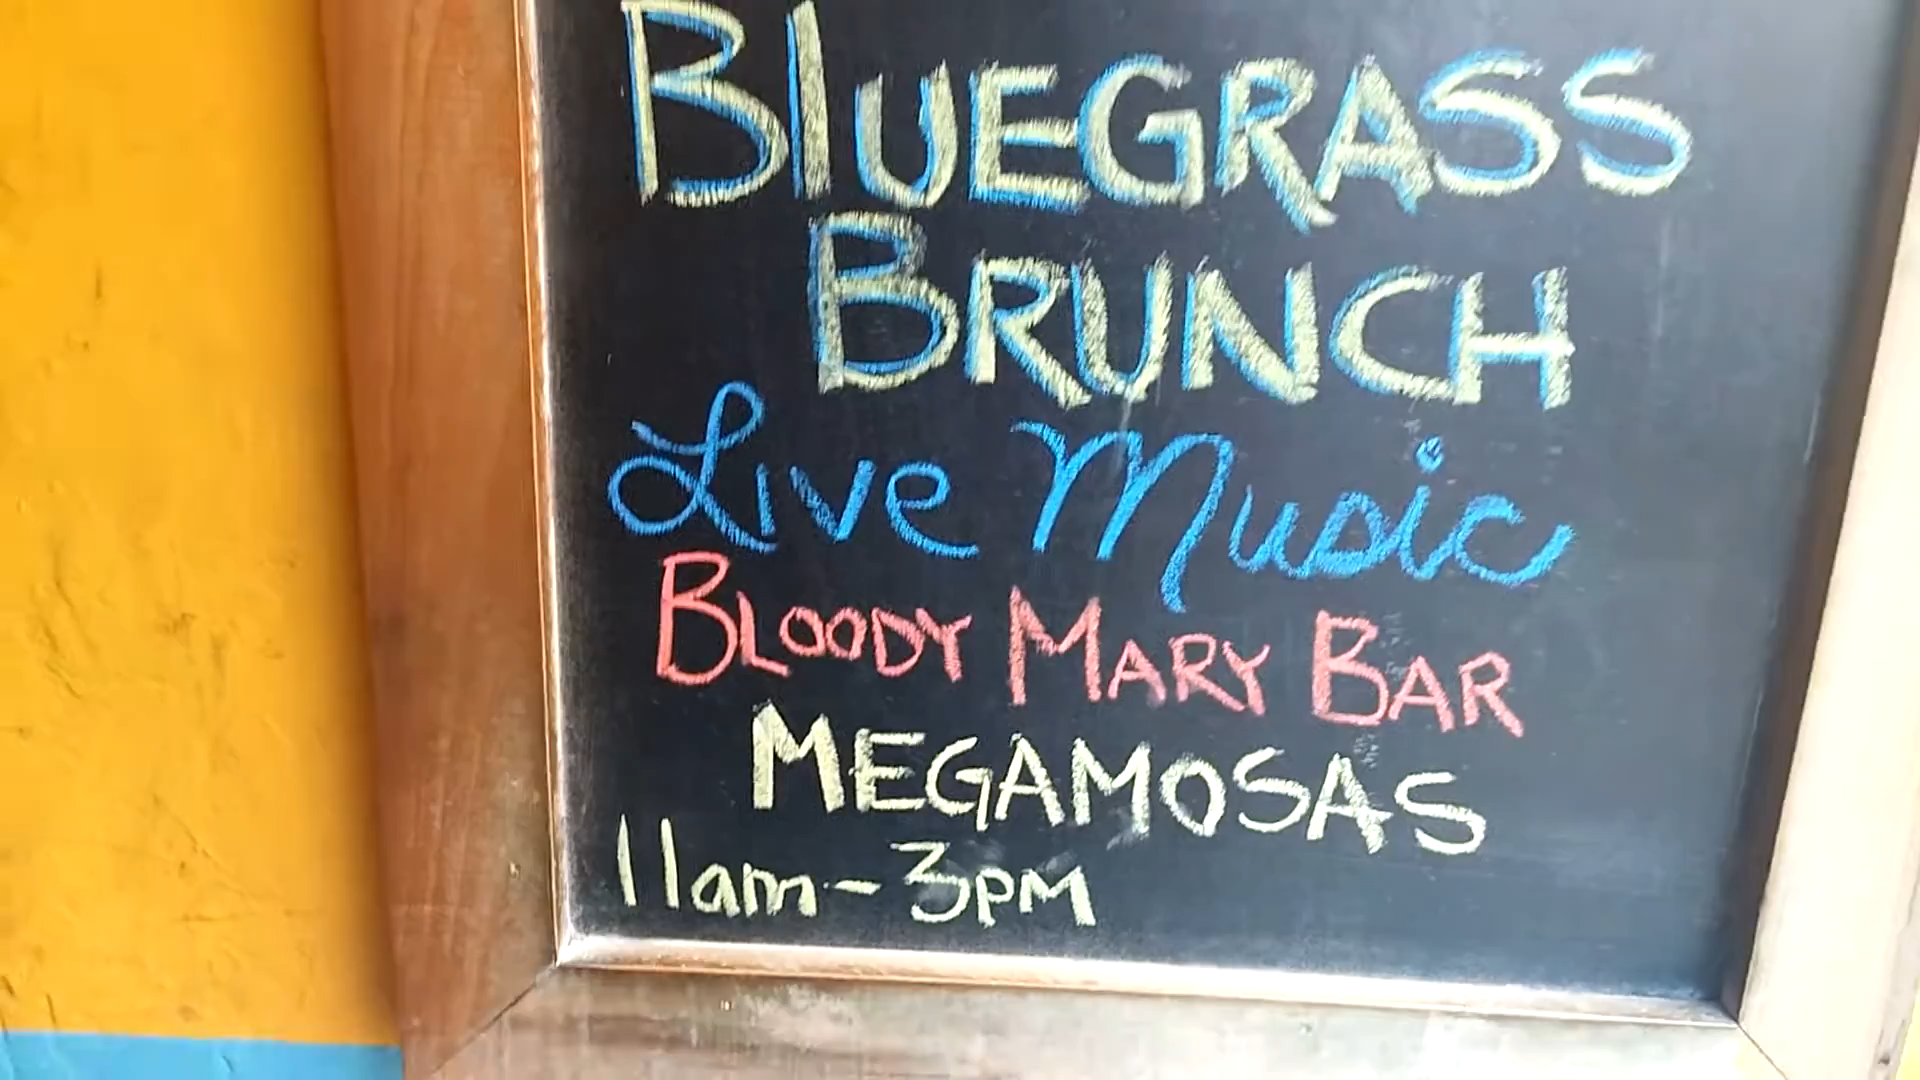 BlUEGRASS
BRUNCH
Live Music
BLOODY MARY BAR
MEGAMOSAS
11am - 3PM